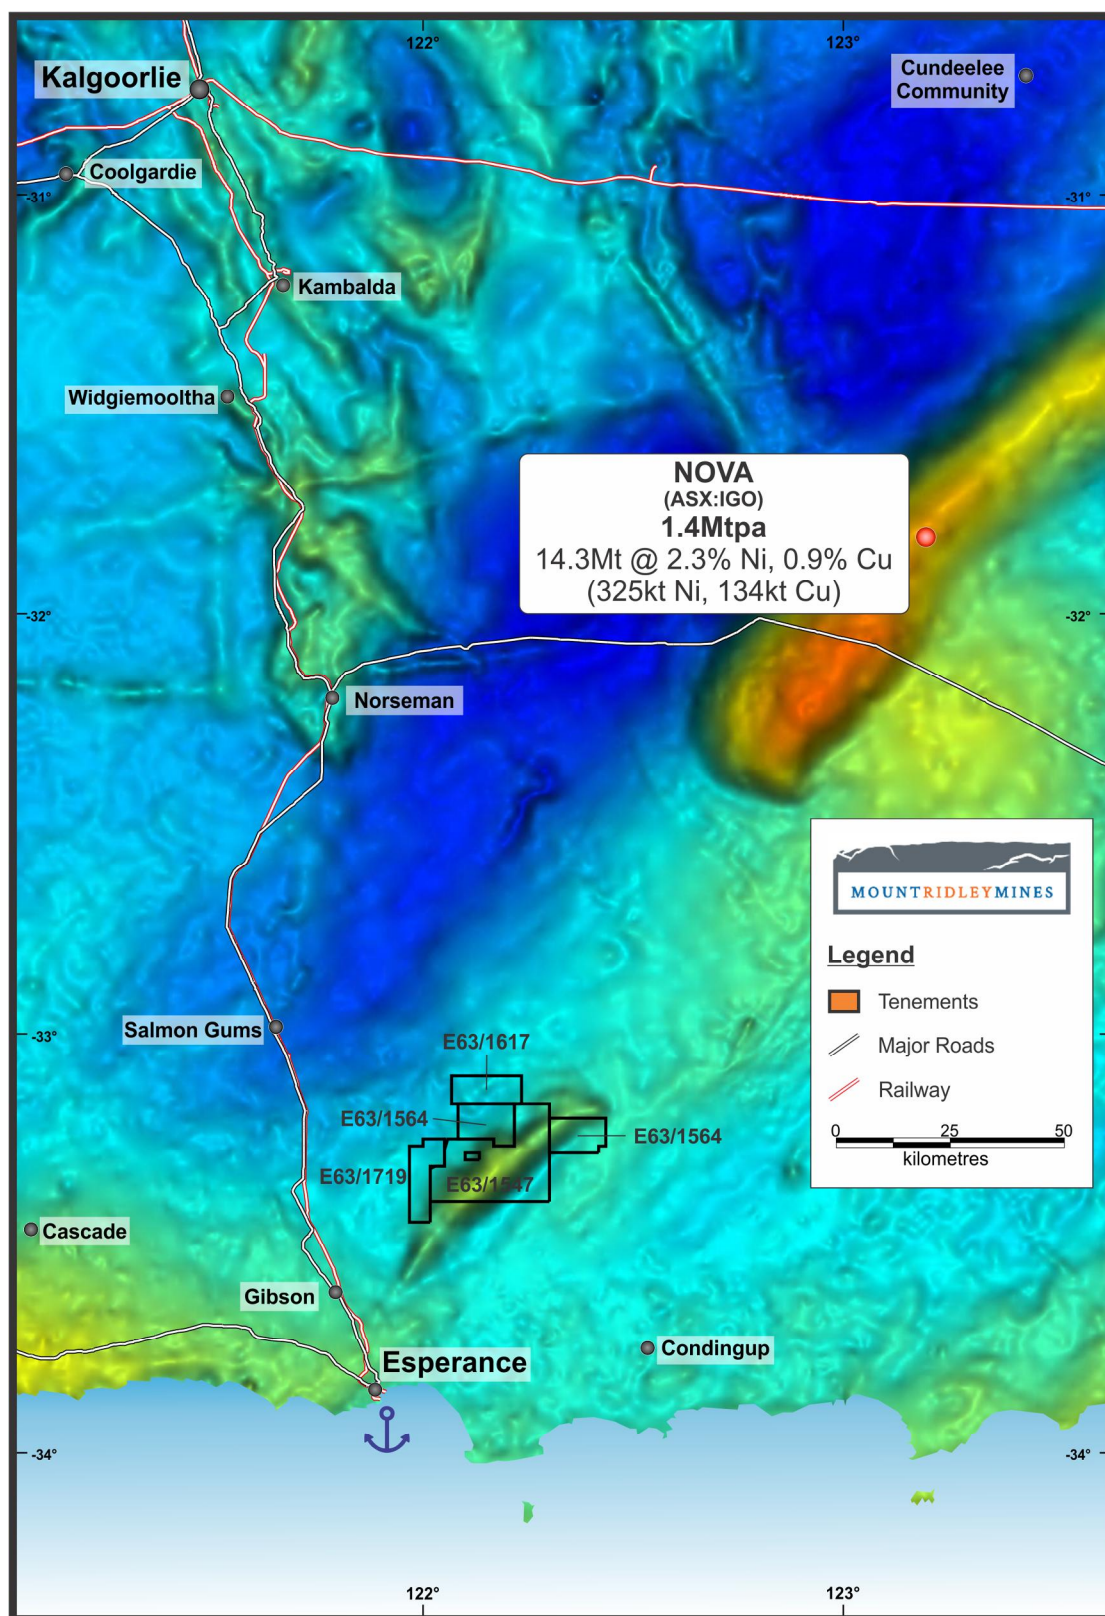 122°
123°
Kalgoorlie
Cundeelee
Community
Coolgardie
-31°
-31°
Kambalda
Widgiemooltha
NOVA
(ASX:IGO)
1.4Mtpa
14.3Mt @ 2.3% Ni, 0.9% Cu
(325kt Ni, 134kt Cu)
-32°
-32°
Norseman
MOUNTRIDLEYMINES
Legend
Tenements
Major Roads
Railway
0 25 50
kilometres
-33°
Salmon Gums
E63/1617
E63/1564
E63/1564
E63/1719
E63/1547
Cascade
Gibson
Esperance
Condingup
-34°
-34°
122°
123°